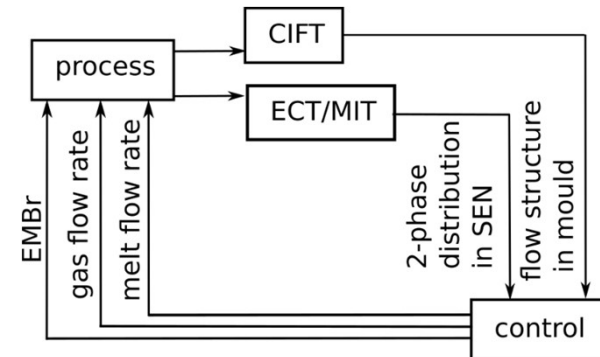 CIFT
process
ECT/MIT
EMBr
gas flow rate
melt flow rate
2-phase
distribution
in SEN
flow structure
in mould
control